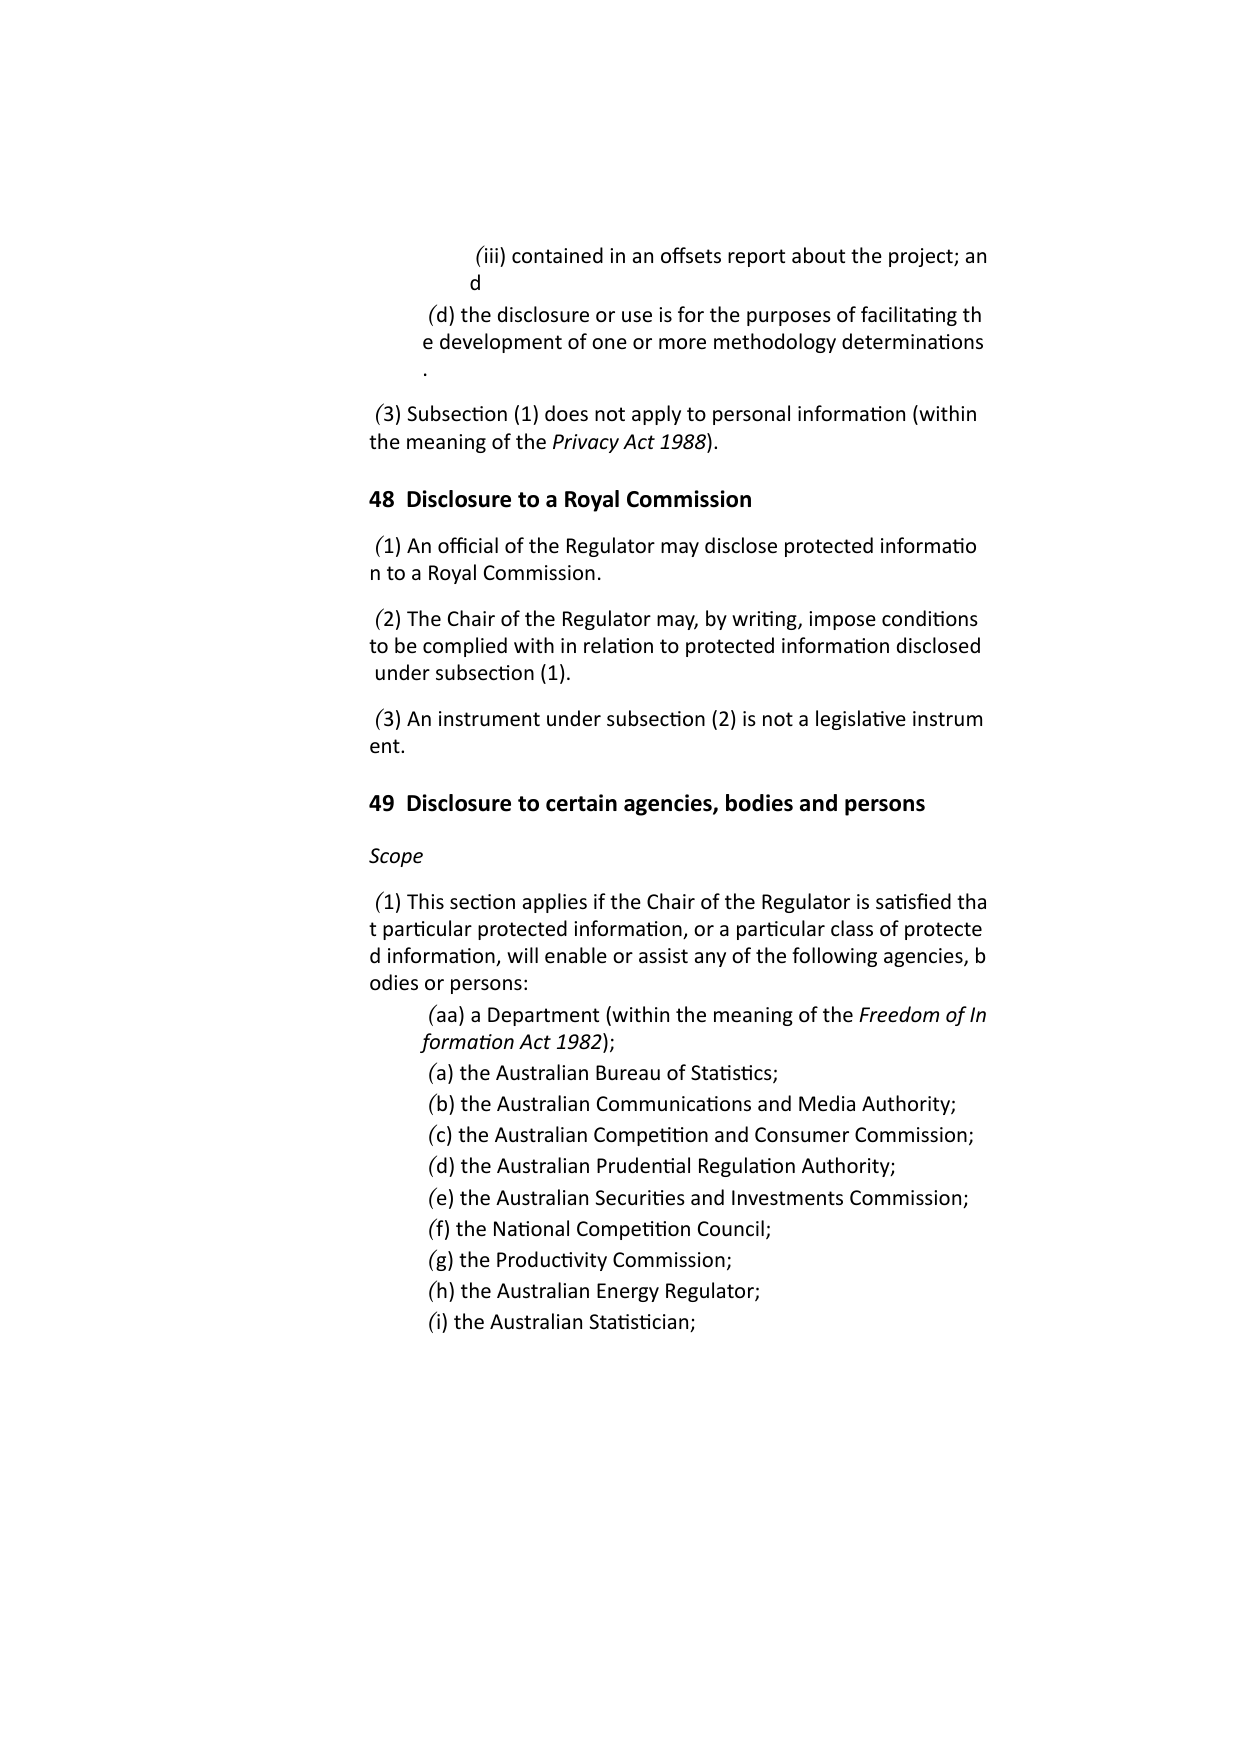 (iii) contained in an offsets report about the project; an
d
(d) the disclosure or use is for the purposes of facilitating th
e development of one or more methodology determinations
.
(3) Subsection (1) does not apply to personal information (within
the meaning of the Privacy Act 1988).
48 Disclosure to a Royal Commission
(1) An official of the Regulator may disclose protected informatio
n to a Royal Commission.
(2) The Chair of the Regulator may, by writing, impose conditions
to be complied with in relation to protected information disclosed
under subsection (1).
(3) An instrument under subsection (2) is not a legislative instrum
ent.
49 Disclosure to certain agencies, bodies and persons
Scope
(1) This section applies if the Chair of the Regulator is satisfied tha
t particular protected information, or a particular class of protecte
d information, will enable or assist any of the following agencies, b
odies or persons:
(aa) a Department (within the meaning of the Freedom of In
formation Act 1982);
(a) the Australian Bureau of Statistics;
(b) the Australian Communications and Media Authority;
(c) the Australian Competition and Consumer Commission;
(d) the Australian Prudential Regulation Authority;
(e) the Australian Securities and Investments Commission;
(f) the National Competition Council;
(g) the Productivity Commission;
(h) the Australian Energy Regulator;
(i) the Australian Statistician;